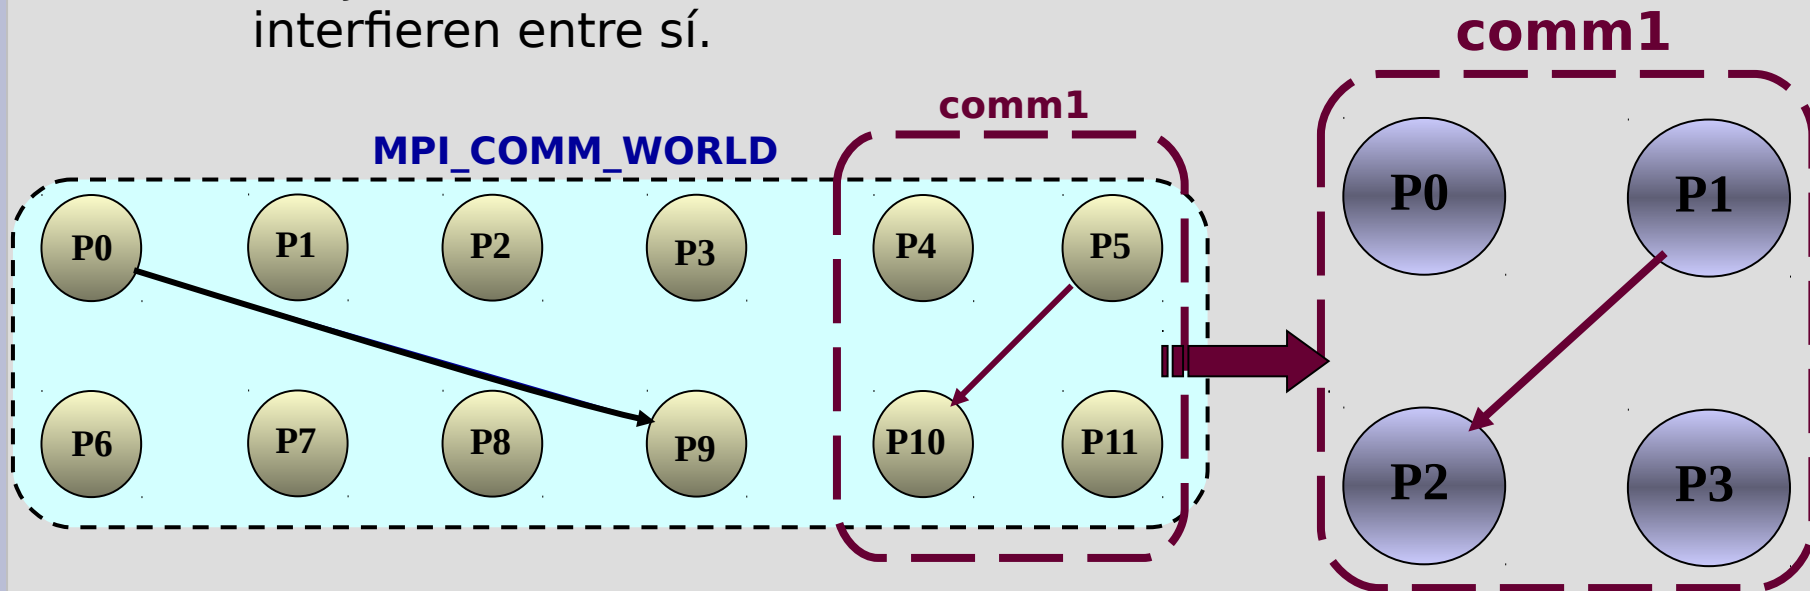 interfieren entre sí.
comm1
comm1
MPI_COMM_WORLD
P0 P1 P2 P3 P4 P5
P6 P7 P8 P9 P10 P11
P0 P1
P2 P3